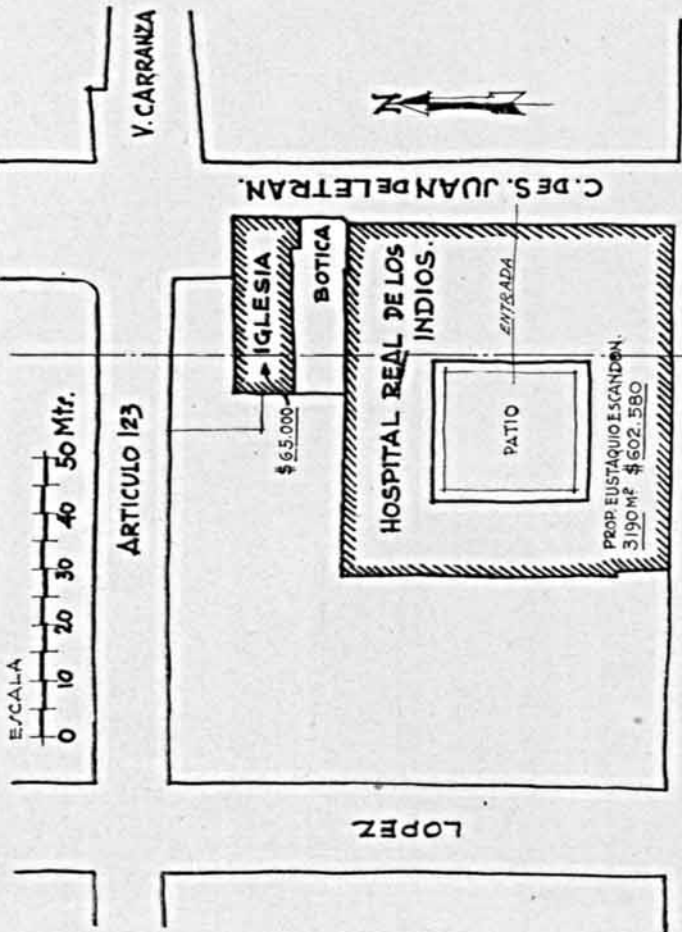 ESCALA
0 10 20 30 40 50 Mtr.
ARTICULO 123
V. CARRANZA
N
C. DE S. JUAN DE LETRAN.
IGLESIA
$65.000
BOTICA
HOSPITAL REAL DE LOS
INDIOS.
ENTRADA
PATIO
PROP. EUSTAQUIO ESCANDON.
3190 M² $602.580
LOPEZ